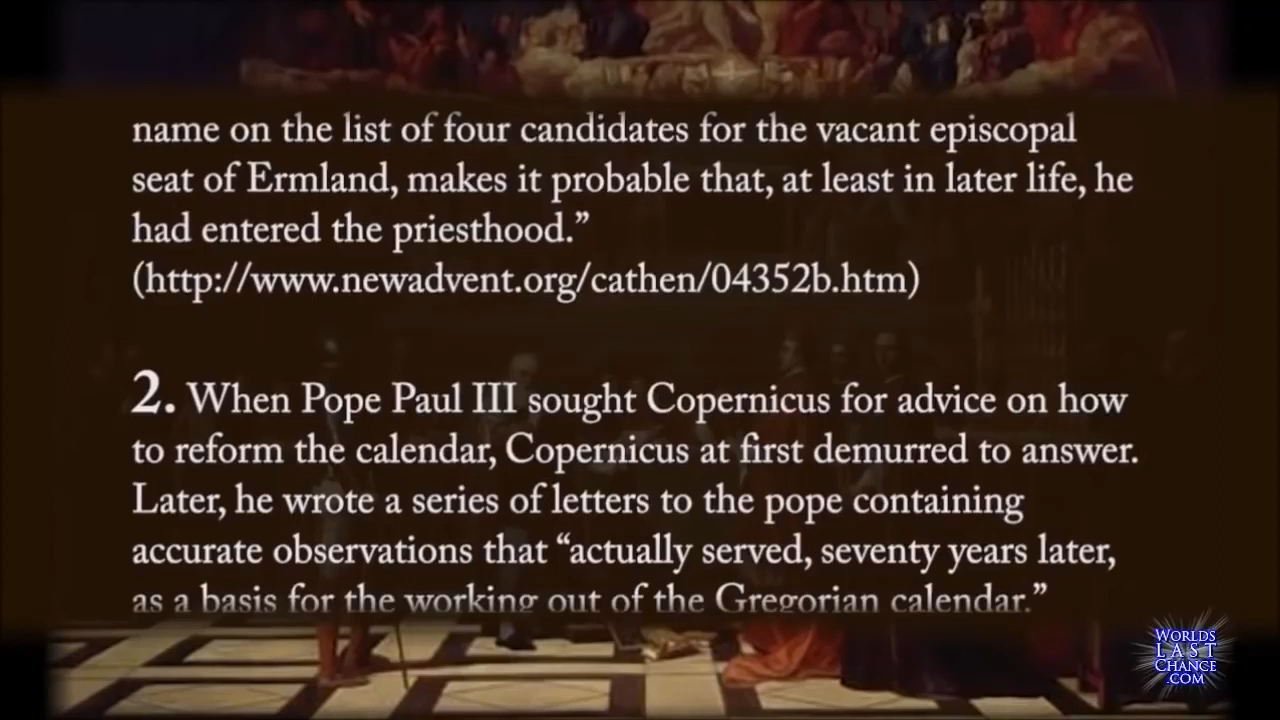 name on the list of four candidates for the vacant episcopal
seat of Ermland, makes it probable that, at least in later life, he
had entered the priesthood.”
(http://www.newadvent.org/cathen/04352b.htm)
2. When Pope Paul III sought Copernicus for advice on how
to reform the calendar, Copernicus at first demurred to answer.
Later, he wrote a series of letters to the pope containing
accurate observations that “actually served, seventy years later,
as a basis for the working out of the Gregorian calendar.”
WORLDS
LAST
CHANCE
.COM